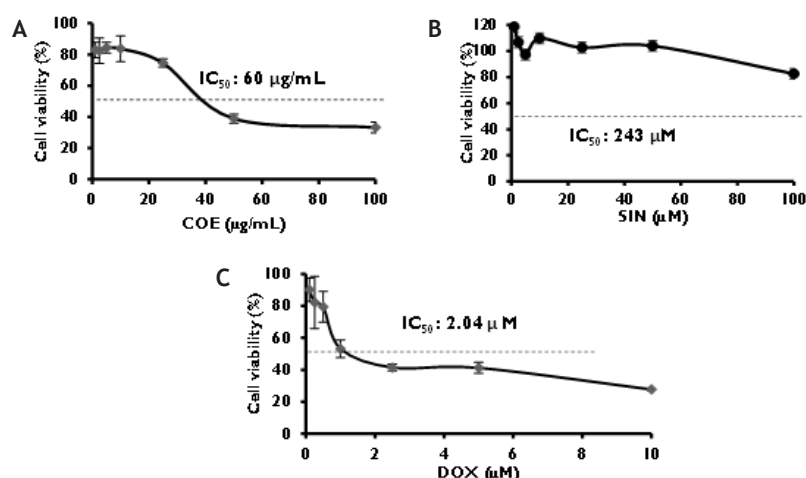 A
100
80
60
40
20
0
Cell viability (%)
IC50: 60 µg/mL
0 20 40 60 80 100
COE (µg/mL)
B
120
100
80
60
40
20
0
Cell viability (%)
IC50: 243 µM
0 20 40 60 80 100
SIN (µM)
C
100
80
60
40
20
0
Cell viability (%)
IC50: 2.04 µ M
0 2 4 6 8 10
DOX (µM)